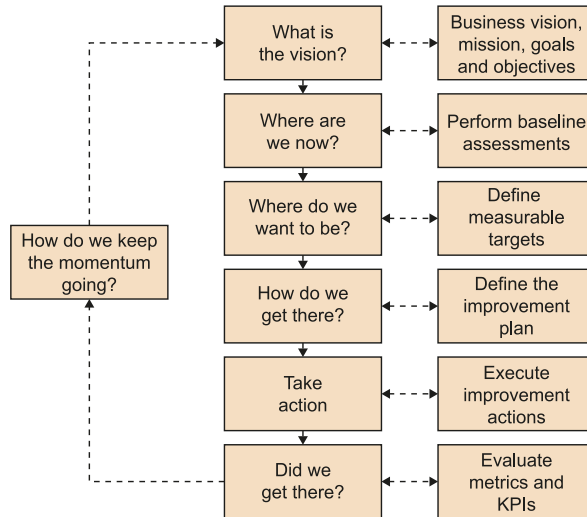 What is
the vision?
Business vision,
mission, goals
and objectives
Where are
we now?
Perform baseline
assessments
Where do we
want to be?
Define
measurable
targets
How do we keep
the momentum
going?
How do we
get there?
Define the
improvement
plan
Take
action
Execute
improvement
actions
Did we
get there?
Evaluate
metrics and
KPIs